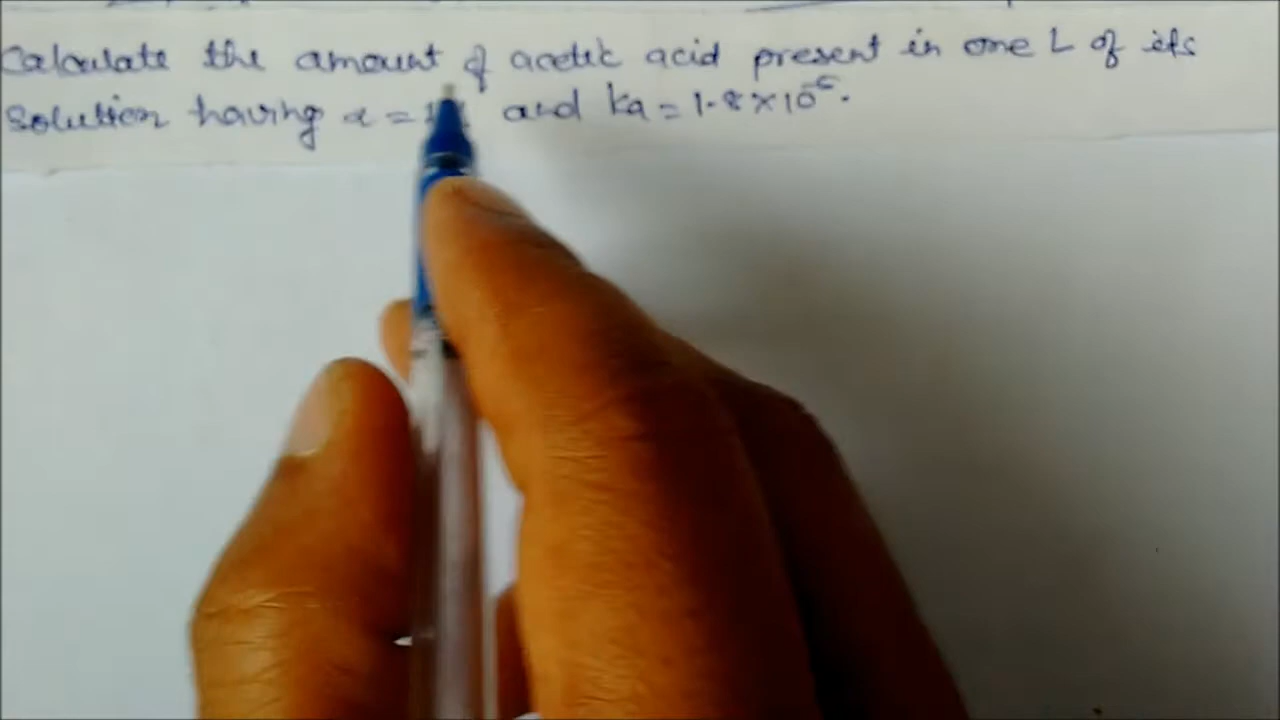 Calculate the amount of acetic acid present in one L of its
solution having α = and ka = 1.8×10⁻⁵.